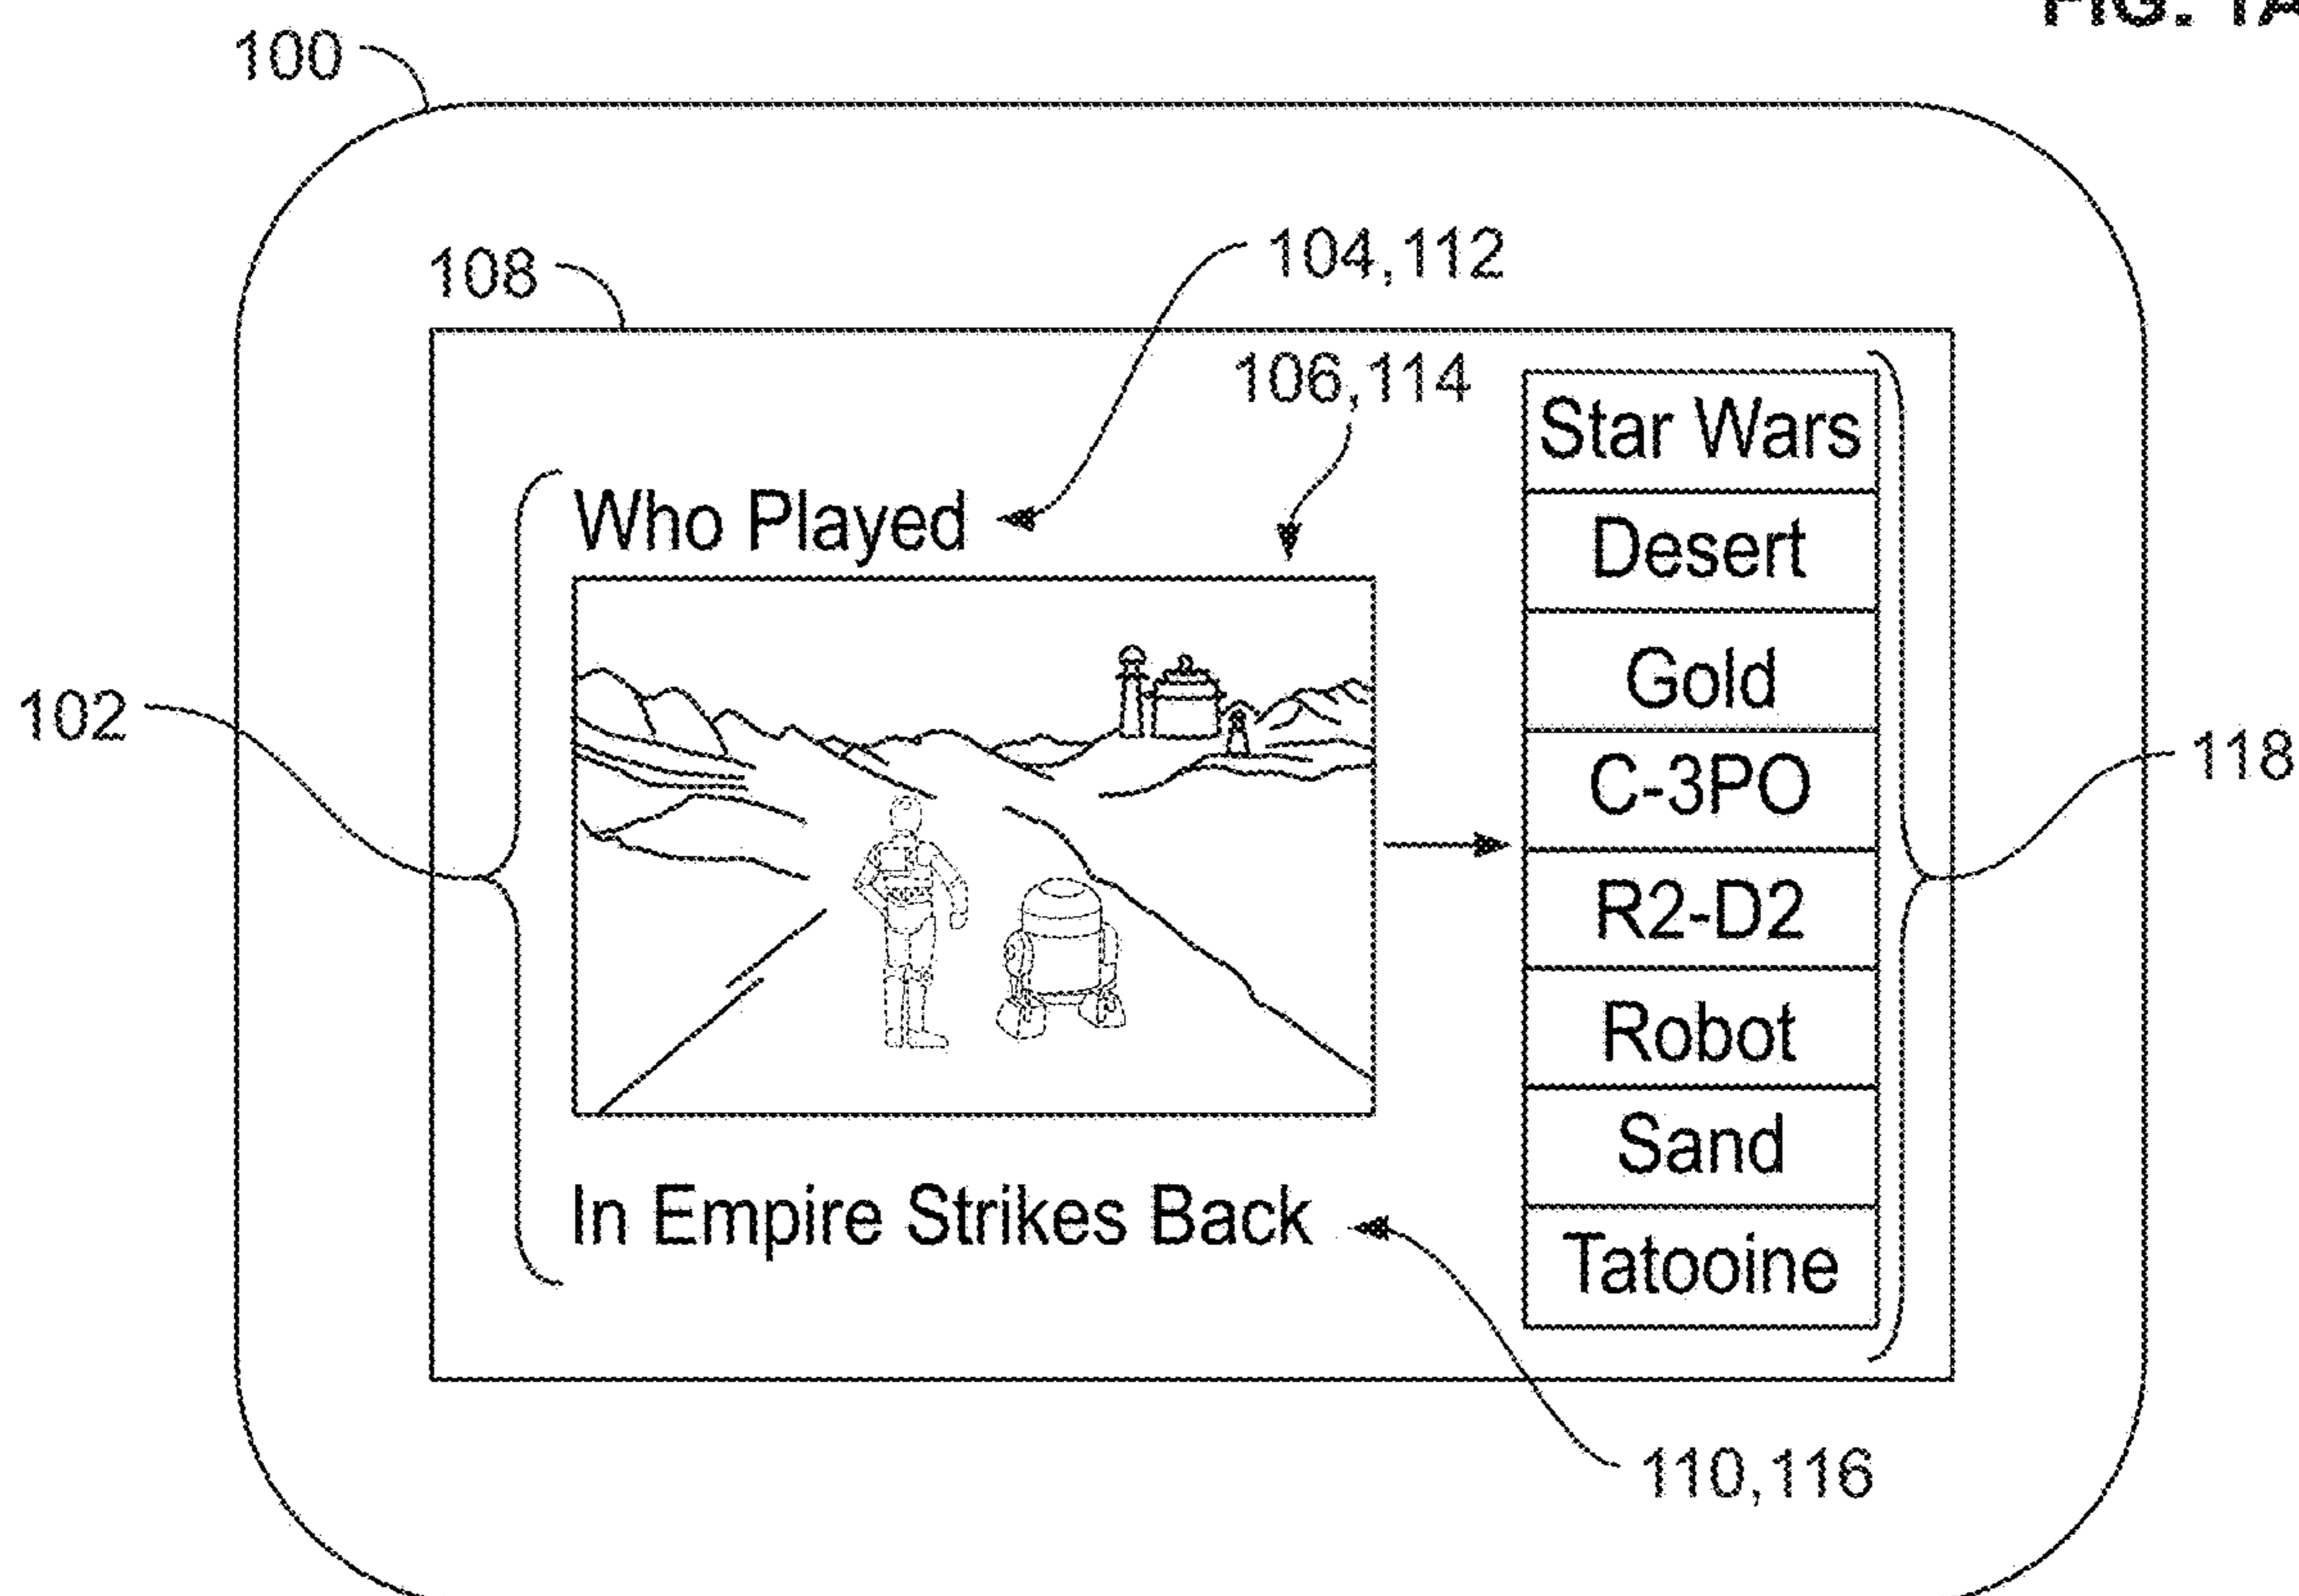 FIG. 1A
100
108
104,112
106,114
Who Played
102
In Empire Strikes Back
Star Wars
Desert
Gold
C-3PO
R2-D2
Robot
Sand
Tatooine
118
110,116